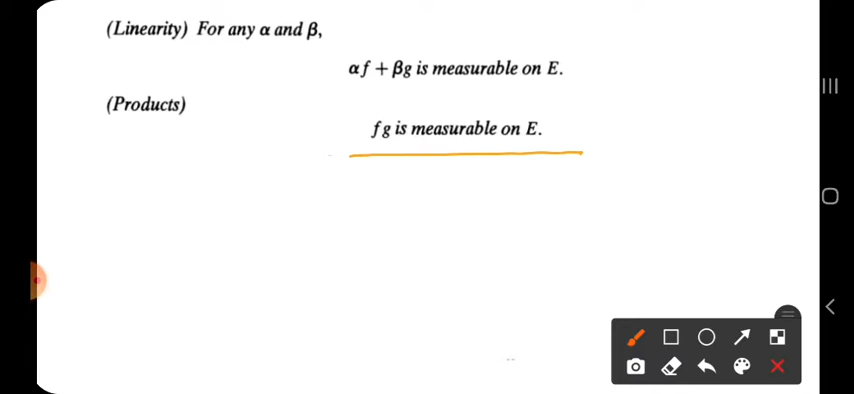 (Linearity) For any α and β,
αf + βg is measurable on E.
(Products)
fg is measurable on E.